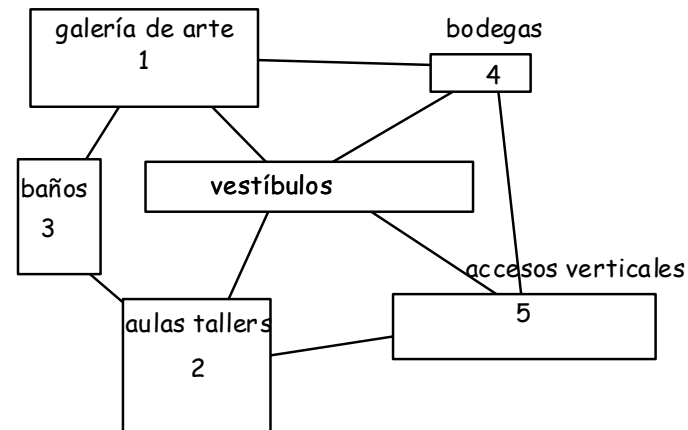 galería de arte
1
bodegas
4
baños
3
vestíbulos
accesos verticales
5
aulas tallers
2